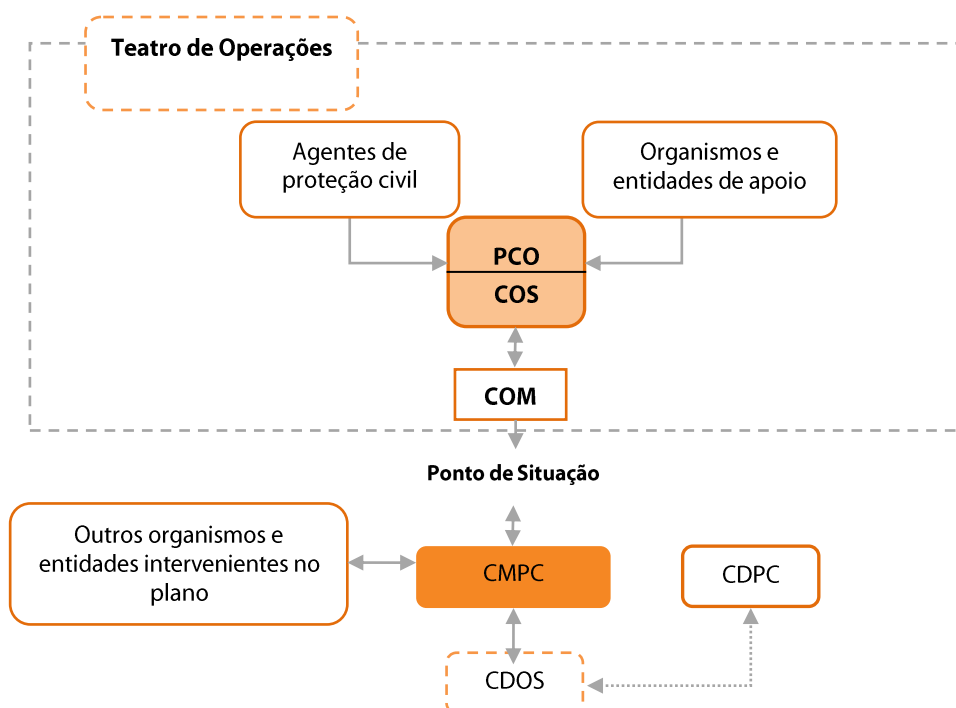 Teatro de Operações
Agentes de
proteção civil
Organismos e
entidades de apoio
PCO
COS
COM
Ponto de Situação
Outros organismos e
entidades intervenientes no
plano
CMPC
CDPC
CDOS